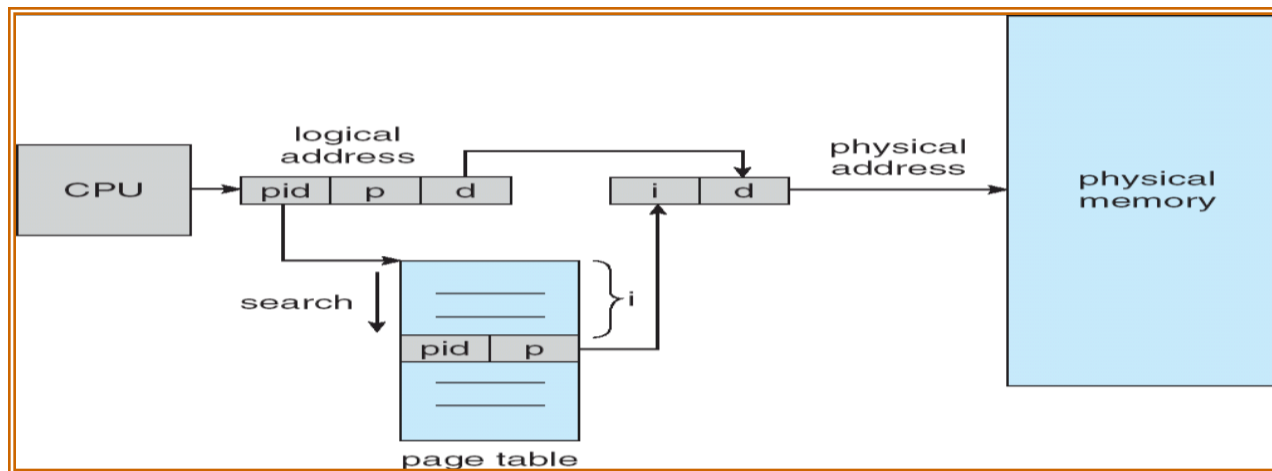 logical
address
physical
address
CPU
pid p d
i d
physical
memory
search
i
pid p
page table